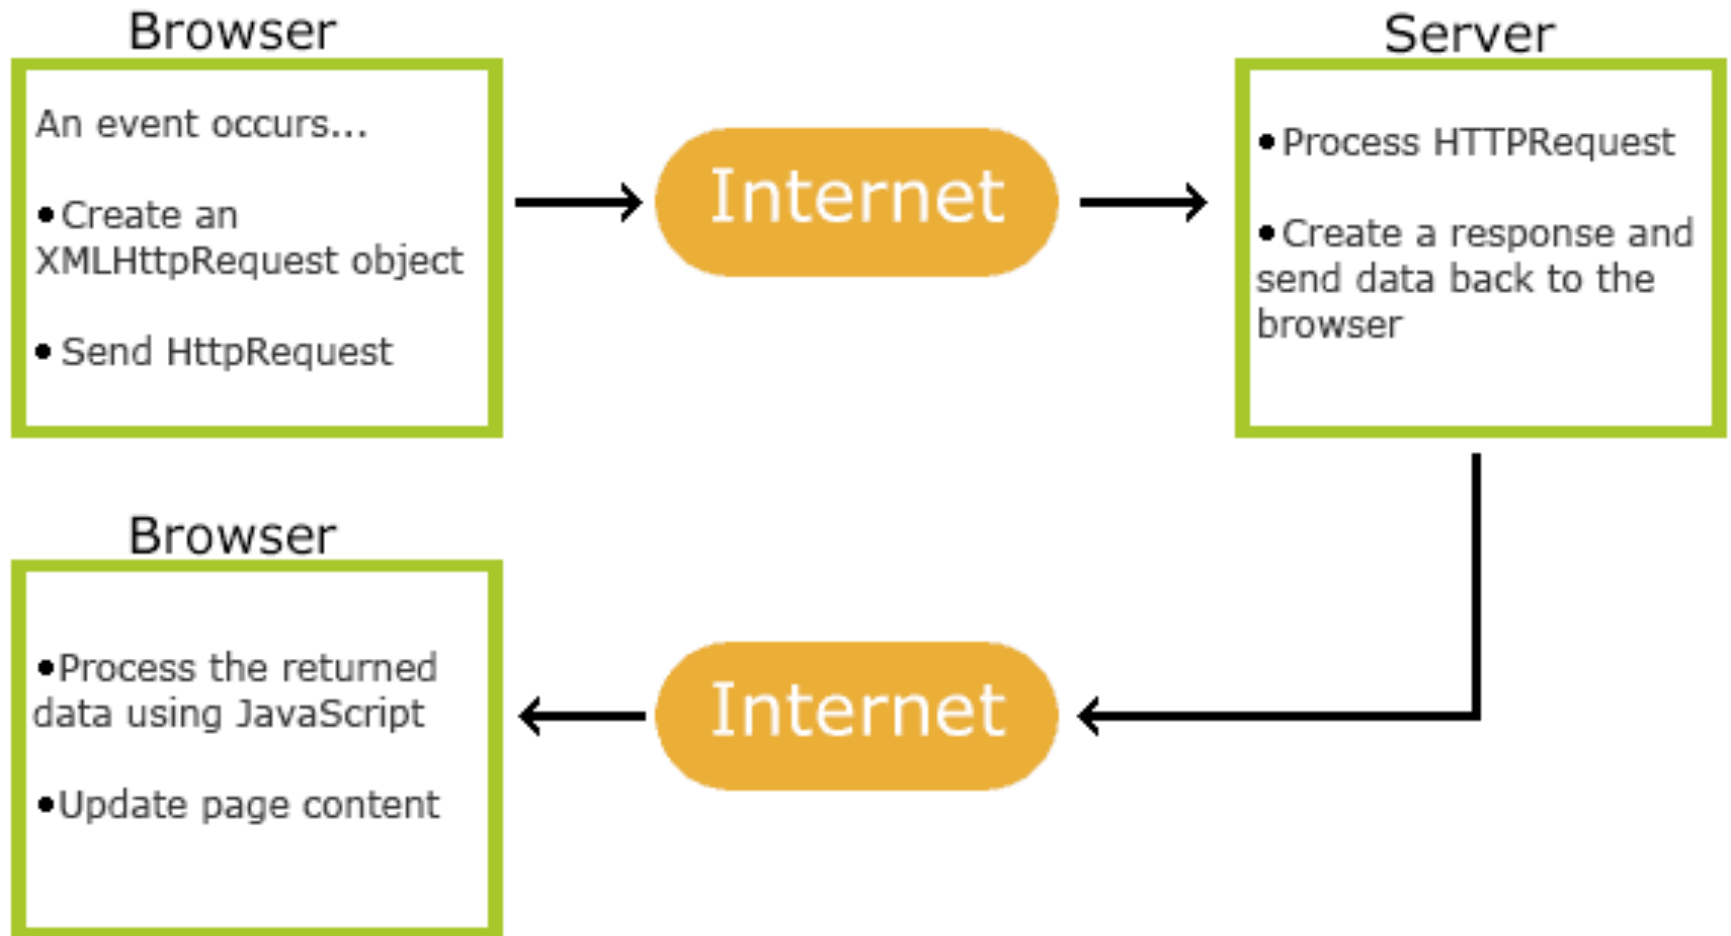 Browser
An event occurs...
•Create an
XMLHttpRequest object
• Send HttpRequest
Internet
Server
•Process HTTPRequest
•Create a response and
send data back to the
browser
Browser
•Process the returned
data using JavaScript
•Update page content
Internet